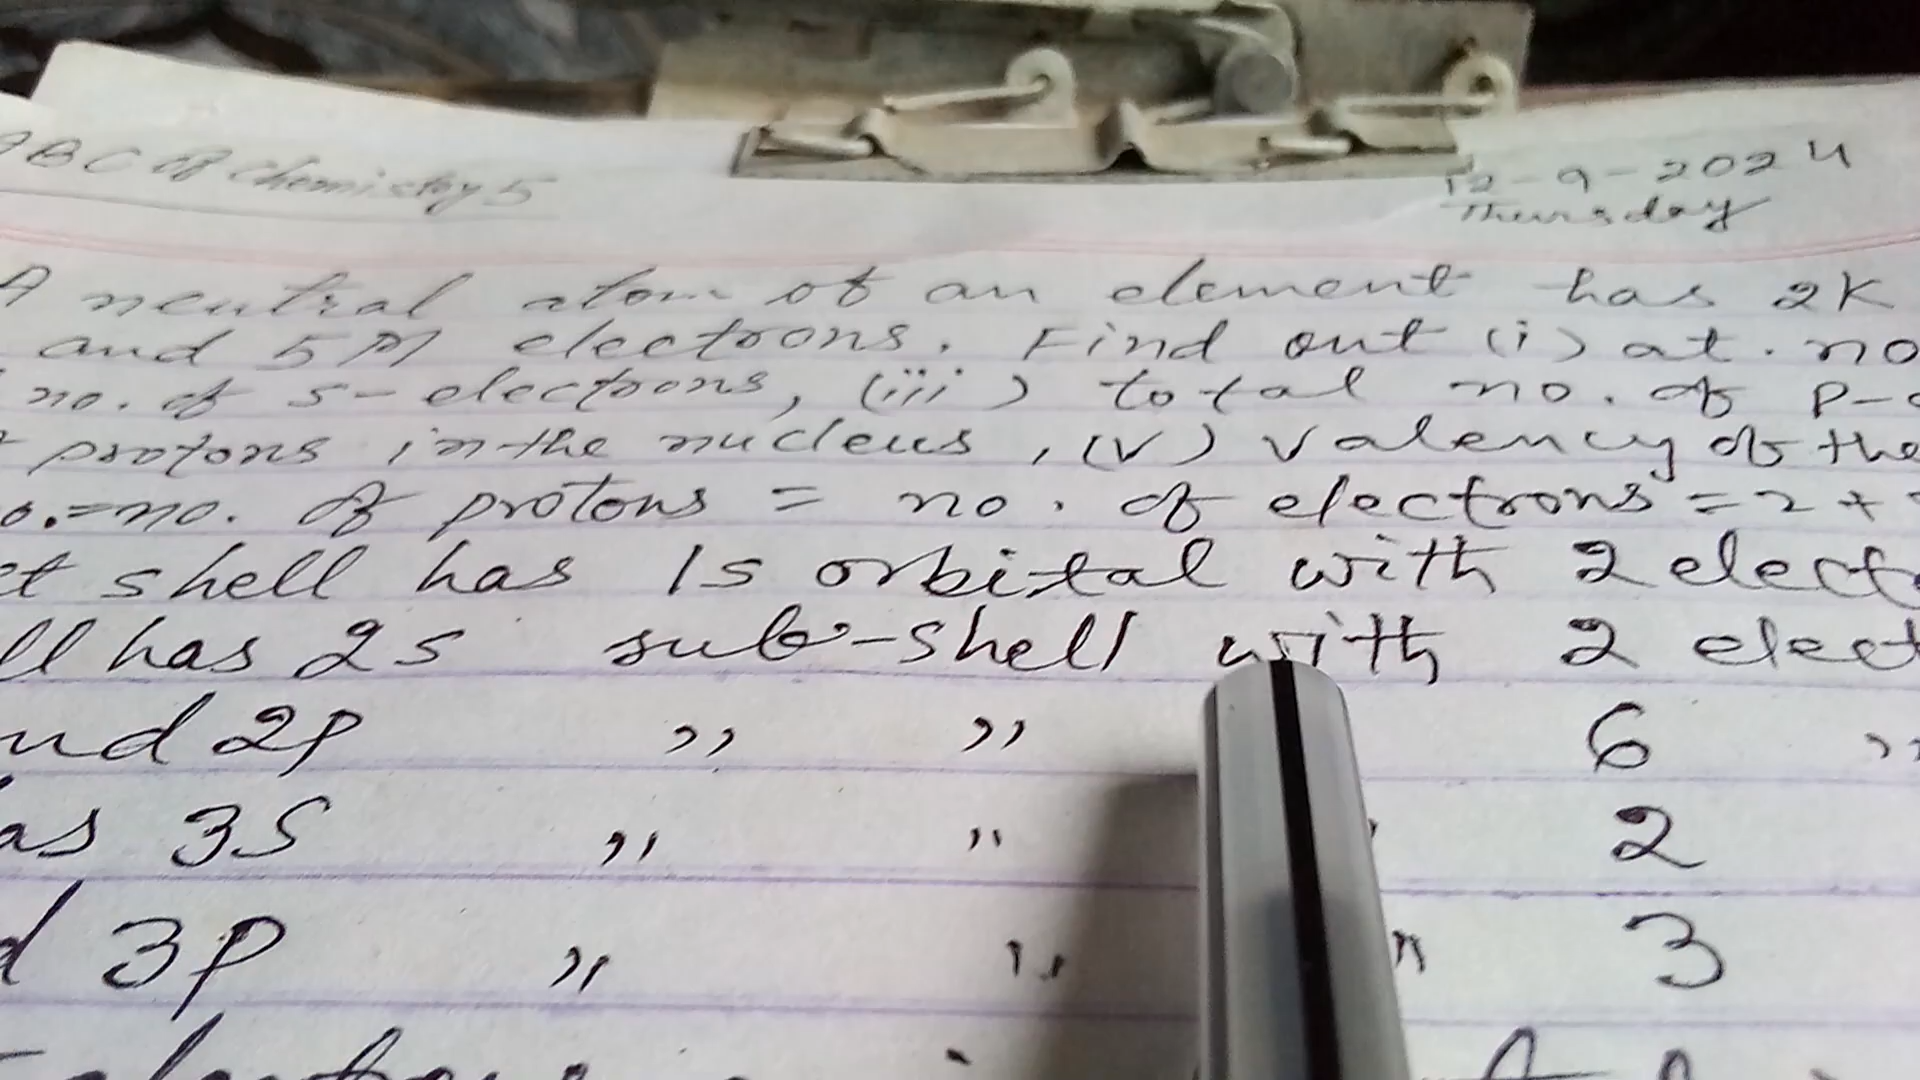 ABC of Chemistry 5
12-9-2024
Thursday
A neutral atom of an element has 2K
and 5M electrons. Find out (i) at. no
no. of s-electrons, (iii) total no. of p-e
protons in the nucleus, (v) valency of the
o.=no. of protons = no. of electrons = 2 +
st shell has 1s orbital with 2 electr
ll has 2s sub-shell with 2 elect
nd 2p ,, ,, 6 ,,
as 3s ,, ,, 2
d 3p ,, ,, ,, 3